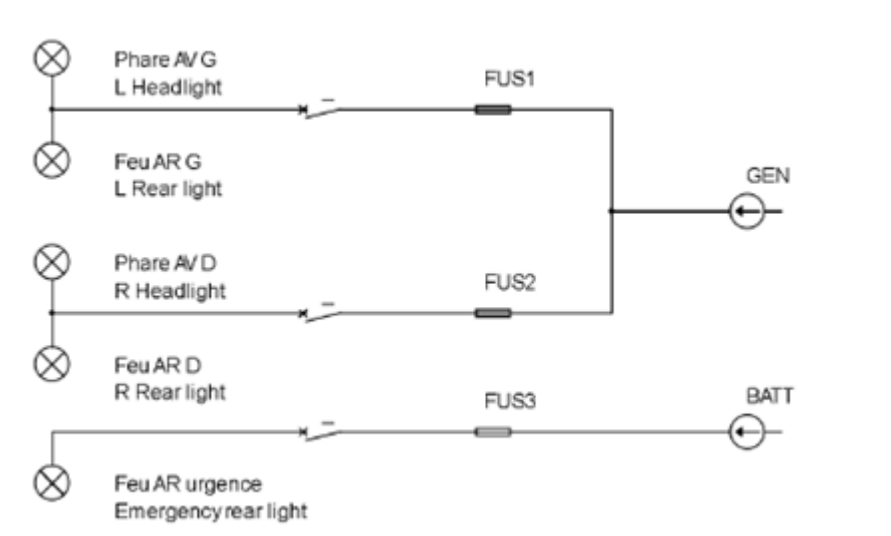 Phare AV G
L Headlight
FUS1
Feu AR G
L Rear light
GEN
Phare AV D
R Headlight
FUS2
Feu AR D
R Rear light
FUS3
BATT
Feu AR urgence
Emergency rear light